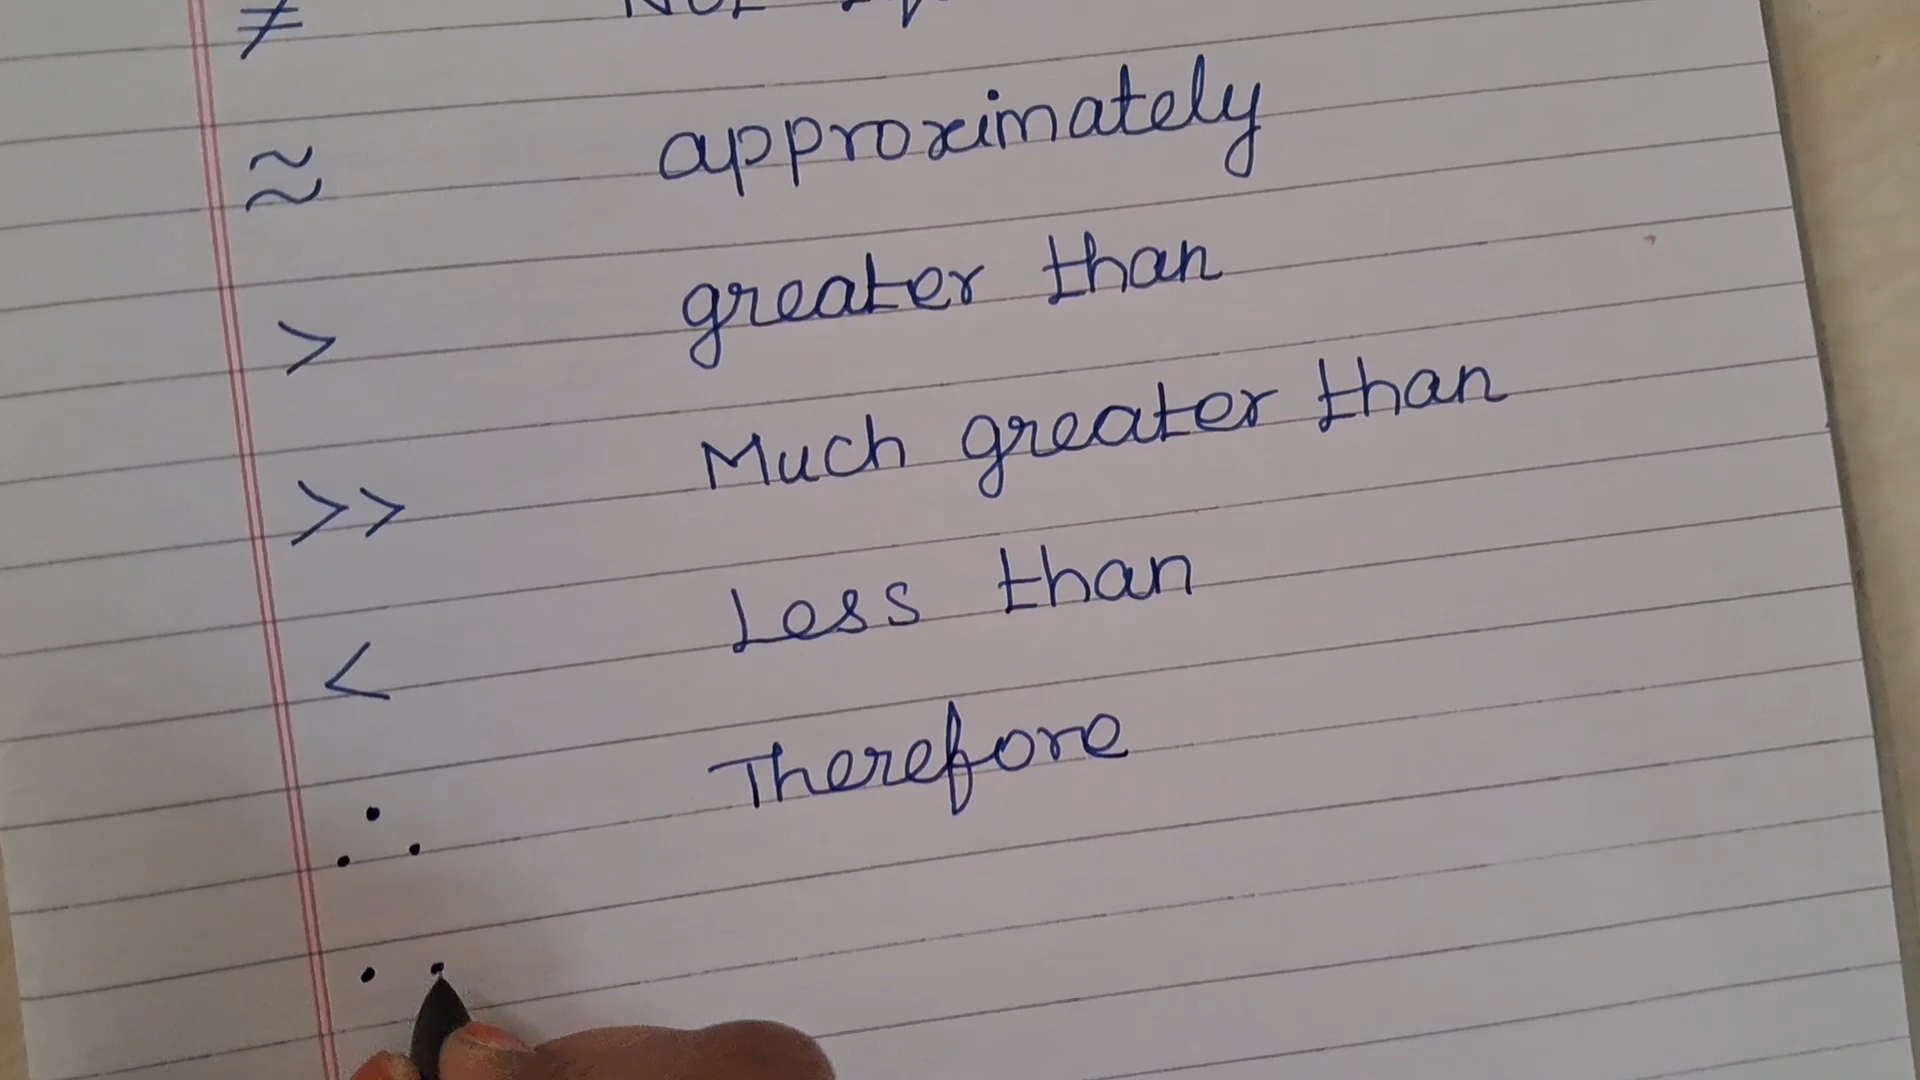 ≠
≈ approximately
> greater than
>> Much greater than
< Less than
∴ Therefore
. .